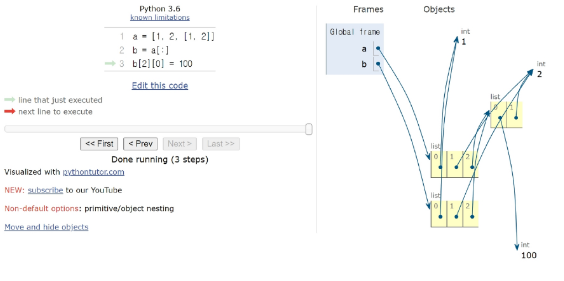 Python 3.6
known limitations
1 a = [1, 2, [1, 2]]
2 b = a[:]
3 b[2][0] = 100
Edit this code
line that just executed
next line to execute
<< First < Prev Next > Last >>
Done running (3 steps)
Visualized with pythontutor.com
NEW: subscribe to our YouTube
Non-default options: primitive/object nesting
Move and hide objects
Frames Objects
Global frame
a
b
int
1
int
2
list
0 1
list
0 1 2
list
0 1 2
int
100